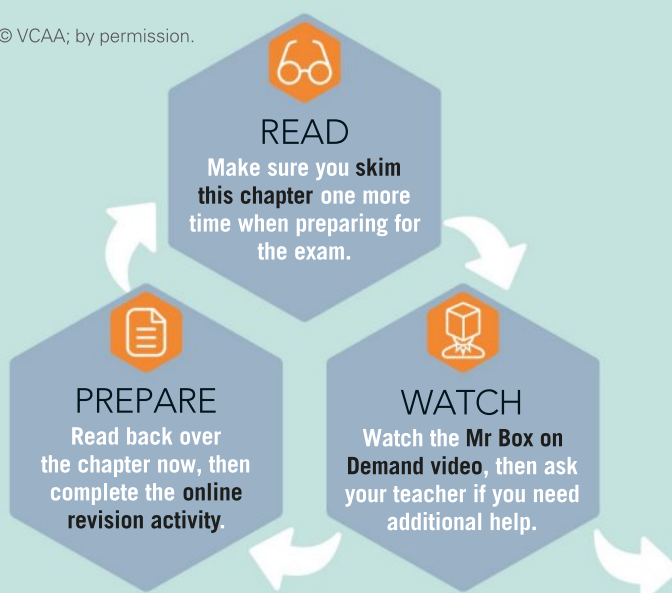 © VCAA; by permission.
READ
Make sure you skim
this chapter one more
time when preparing for
the exam.
PREPARE
Read back over
the chapter now, then
complete the online
revision activity.
WATCH
Watch the Mr Box on
Demand video, then ask
your teacher if you need
additional help.